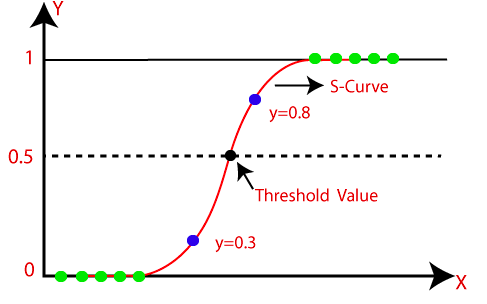 Y
1
S-Curve
y=0.8
0.5
Threshold Value
y=0.3
0
X